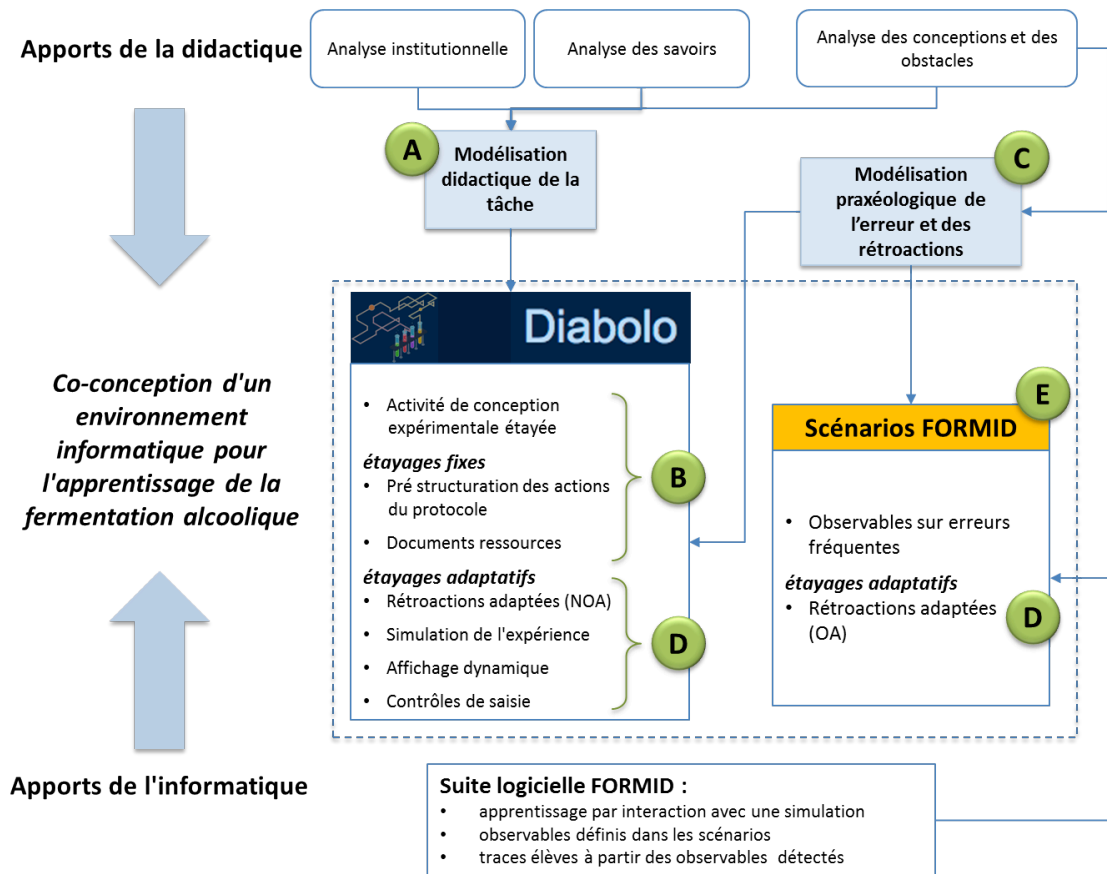 Apports de la didactique
Analyse institutionnelle
Analyse des savoirs
Analyse des conceptions et des
obstacles
A
Modélisation
didactique de la
tâche
C
Modélisation
praxéologique de
l'erreur et des
rétroactions
Diabolo
Co-conception d'un
environnement
informatique pour
l'apprentissage de la
fermentation alcoolique
• Activité de conception
expérimentale étayée
étayages fixes
• Pré structuration des actions
du protocole
• Documents ressources
B
étayages adaptatifs
• Rétroactions adaptées (NOA)
• Simulation de l'expérience
• Affichage dynamique
• Contrôles de saisie
D
E
Scénarios FORMID
• Observables sur erreurs
fréquentes
étayages adaptatifs
• Rétroactions adaptées
(OA)
D
Apports de l'informatique
Suite logicielle FORMID :
• apprentissage par interaction avec une simulation
• observables définis dans les scénarios
• traces élèves à partir des observables détectés